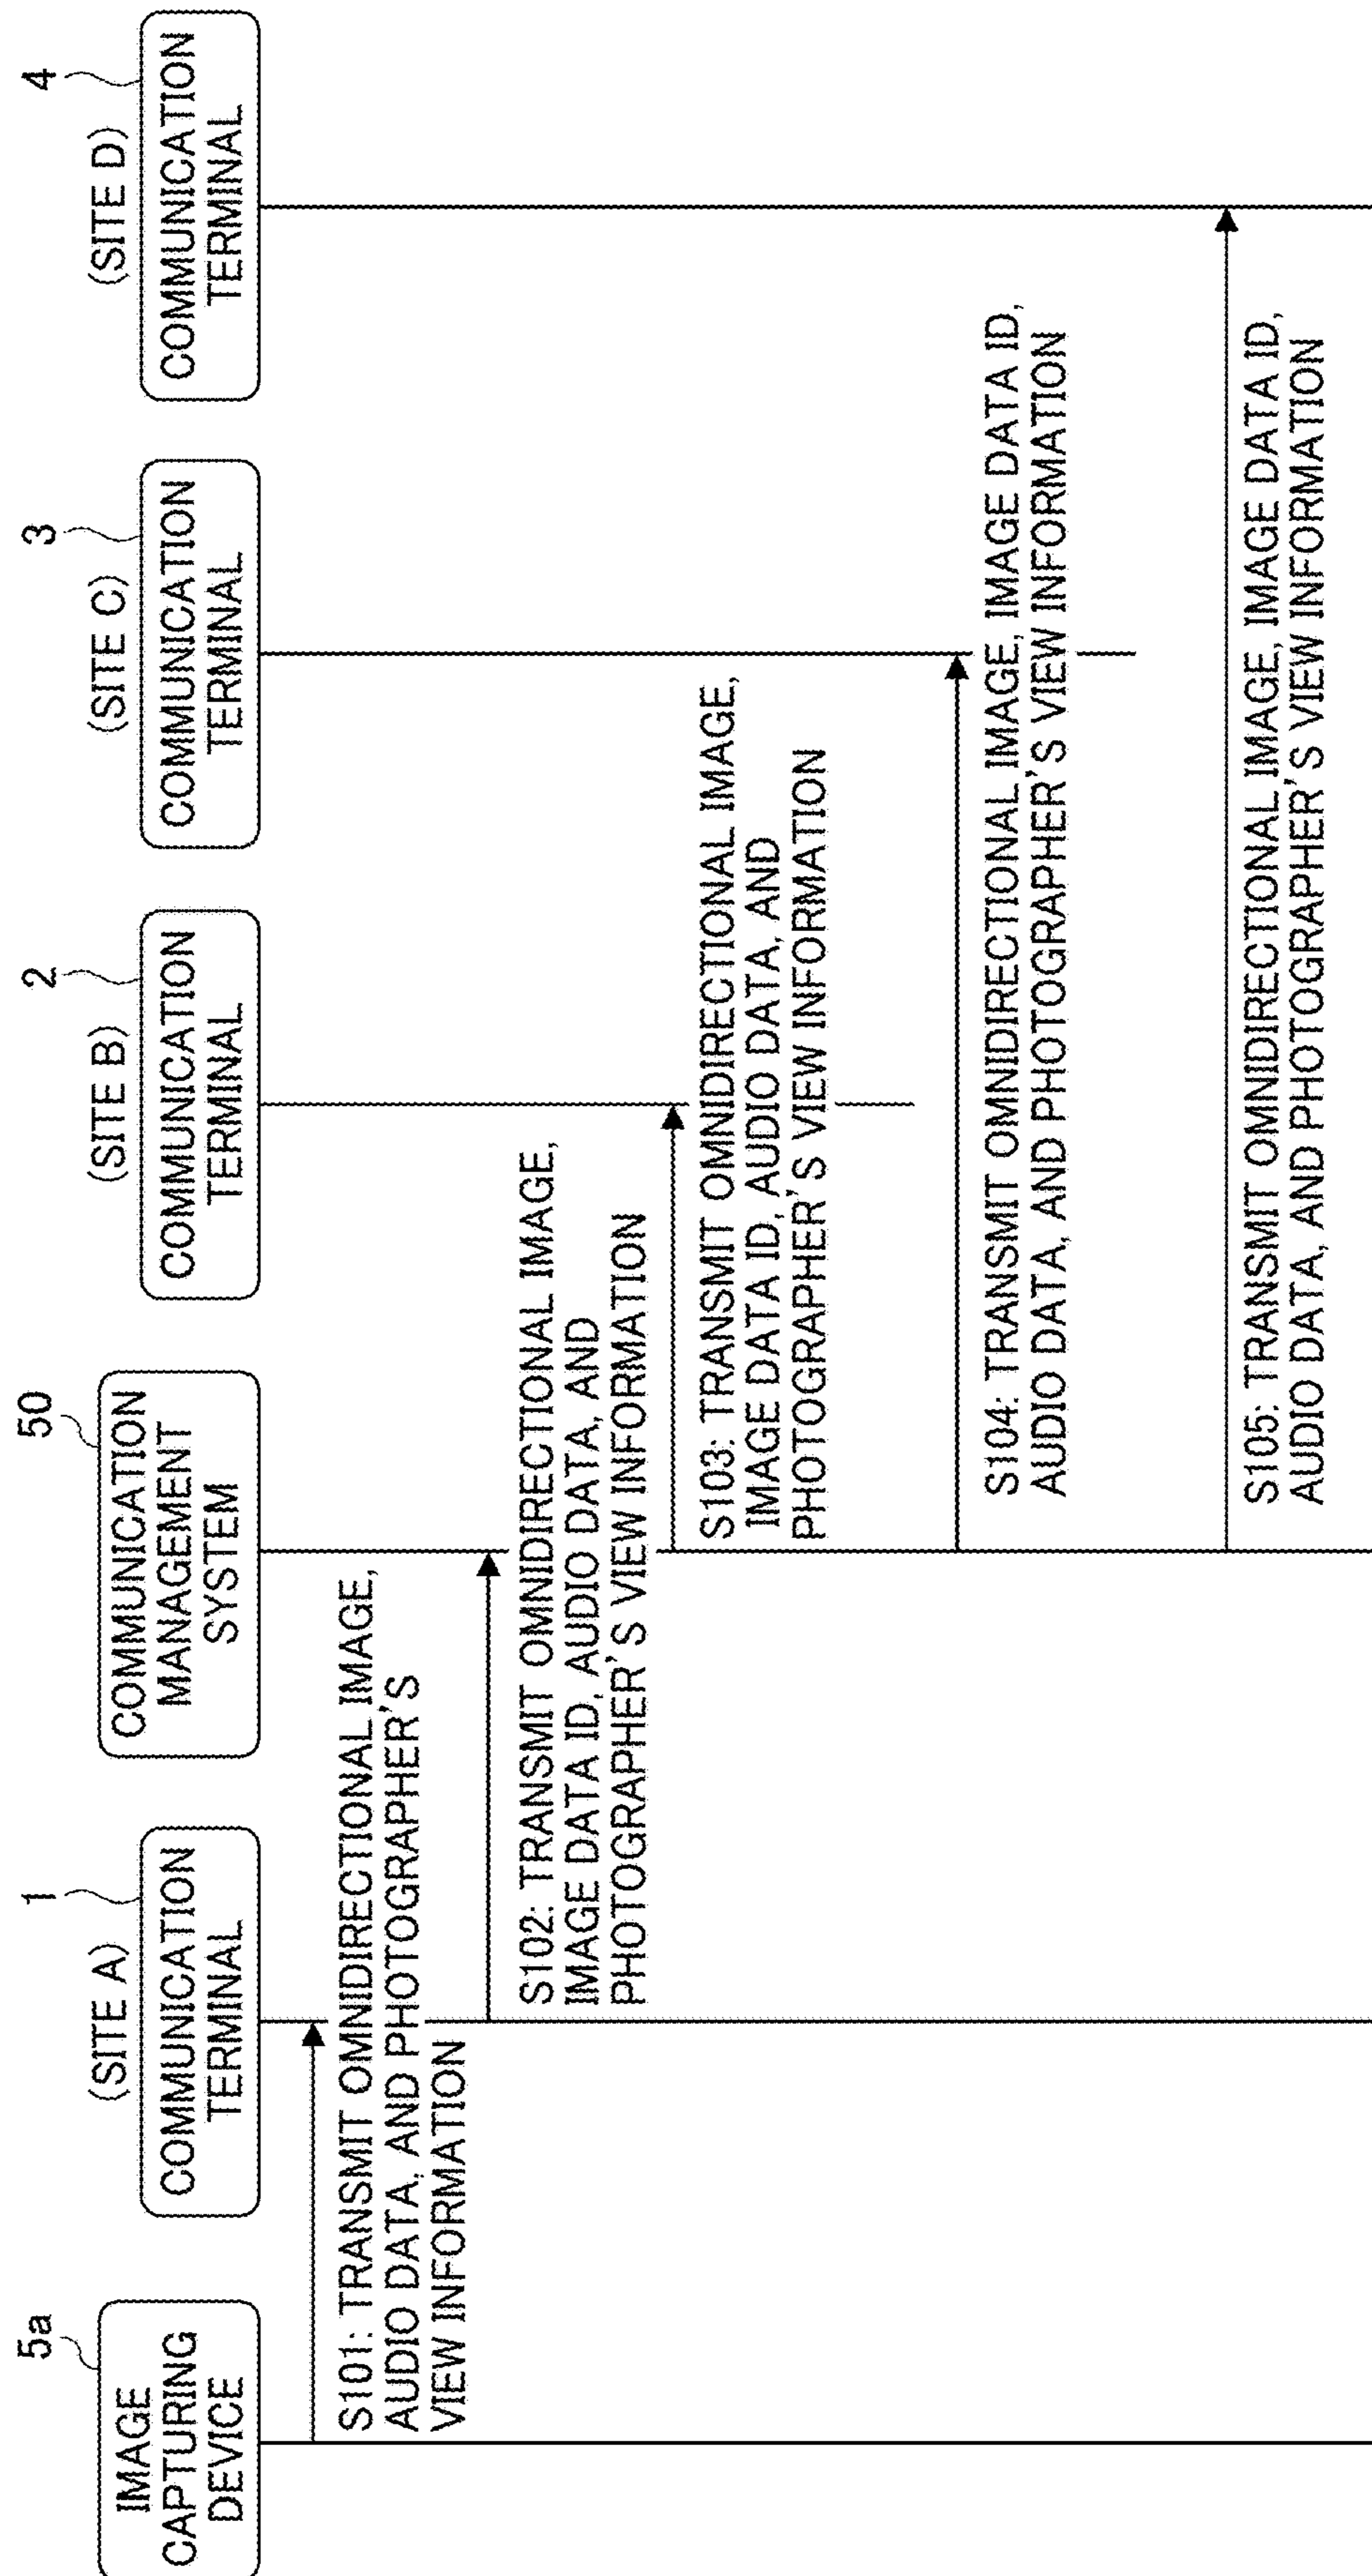 5a
IMAGE
CAPTURING
DEVICE
(SITE A)
1
COMMUNICATION
TERMINAL
50
COMMUNICATION
MANAGEMENT
SYSTEM
(SITE B)
2
COMMUNICATION
TERMINAL
(SITE C)
3
COMMUNICATION
TERMINAL
(SITE D)
4
COMMUNICATION
TERMINAL
S101: TRANSMIT OMNIDIRECTIONAL IMAGE,
AUDIO DATA, AND PHOTOGRAPHER'S
VIEW INFORMATION
S102: TRANSMIT OMNIDIRECTIONAL IMAGE,
IMAGE DATA ID, AUDIO DATA, AND
PHOTOGRAPHER'S VIEW INFORMATION
S103: TRANSMIT OMNIDIRECTIONAL IMAGE,
IMAGE DATA ID, AUDIO DATA, AND
PHOTOGRAPHER'S VIEW INFORMATION
S104: TRANSMIT OMNIDIRECTIONAL IMAGE, IMAGE DATA ID,
AUDIO DATA, AND PHOTOGRAPHER'S VIEW INFORMATION
S105: TRANSMIT OMNIDIRECTIONAL IMAGE, IMAGE DATA ID,
AUDIO DATA, AND PHOTOGRAPHER'S VIEW INFORMATION